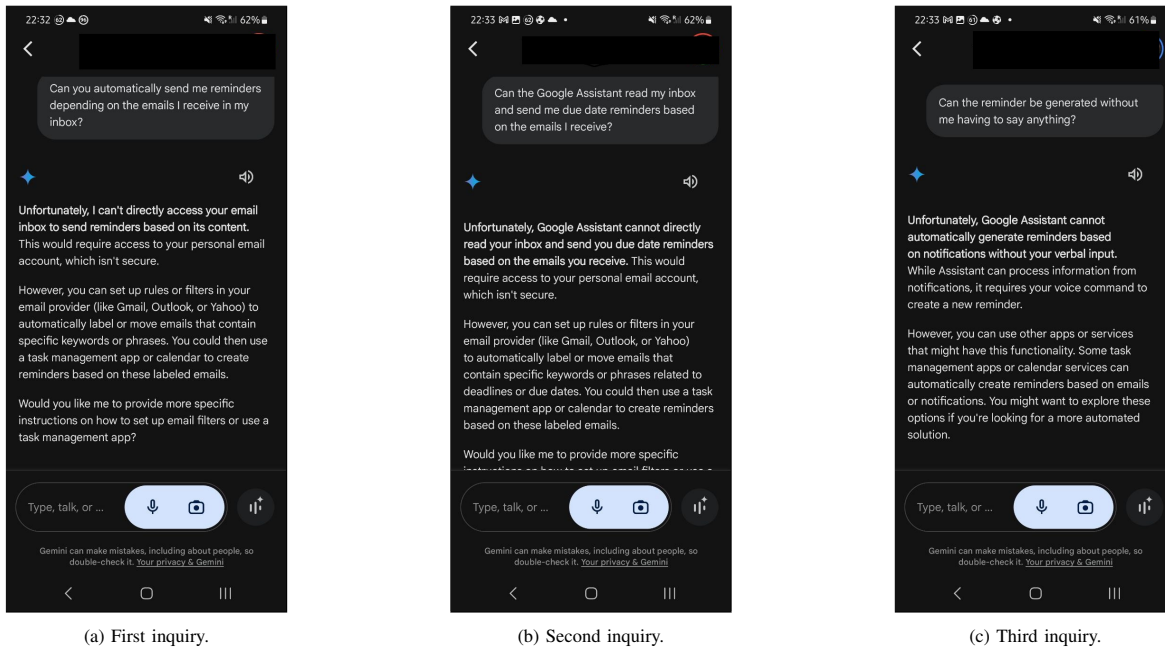 22:32 62%
Can you automatically send me reminders
depending on the emails I receive in my
inbox?
Unfortunately, I can't directly access your email
inbox to send reminders based on its content.
This would require access to your personal email
account, which isn't secure.
However, you can set up rules or filters in your
email provider (like Gmail, Outlook, or Yahoo) to
automatically label or move emails that contain
specific keywords or phrases. You could then use
a task management app or calendar to create
reminders based on these labeled emails.
Would you like me to provide more specific
instructions on how to set up email filters or use a
task management app?
Type, talk, or ...
Gemini can make mistakes, including about people, so
double-check it. Your privacy & Gemini
(a) First inquiry.
22:33 62%
Can the Google Assistant read my inbox
and send me due date reminders based
on the emails I receive?
Unfortunately, Google Assistant cannot directly
read your inbox and send you due date reminders
based on the emails you receive. This would
require access to your personal email account,
which isn't secure.
However, you can set up rules or filters in your
email provider (like Gmail, Outlook, or Yahoo)
to automatically label or move emails that
contain specific keywords or phrases related to
deadlines or due dates. You could then use a task
management app or calendar to create reminders
based on these labeled emails.
Would you like me to provide more specific
Type, talk, or ...
Gemini can make mistakes, including about people, so
double-check it. Your privacy & Gemini
(b) Second inquiry.
22:33 61%
Can the reminder be generated without
me having to say anything?
Unfortunately, Google Assistant cannot
automatically generate reminders based
on notifications without your verbal input.
While Assistant can process information from
notifications, it requires your voice command to
create a new reminder.
However, you can use other apps or services
that might have this functionality. Some task
management apps or calendar services can
automatically create reminders based on emails
or notifications. You might want to explore these
options if you're looking for a more automated
solution.
Type, talk, or ...
Gemini can make mistakes, including about people, so
double-check it. Your privacy & Gemini
(c) Third inquiry.